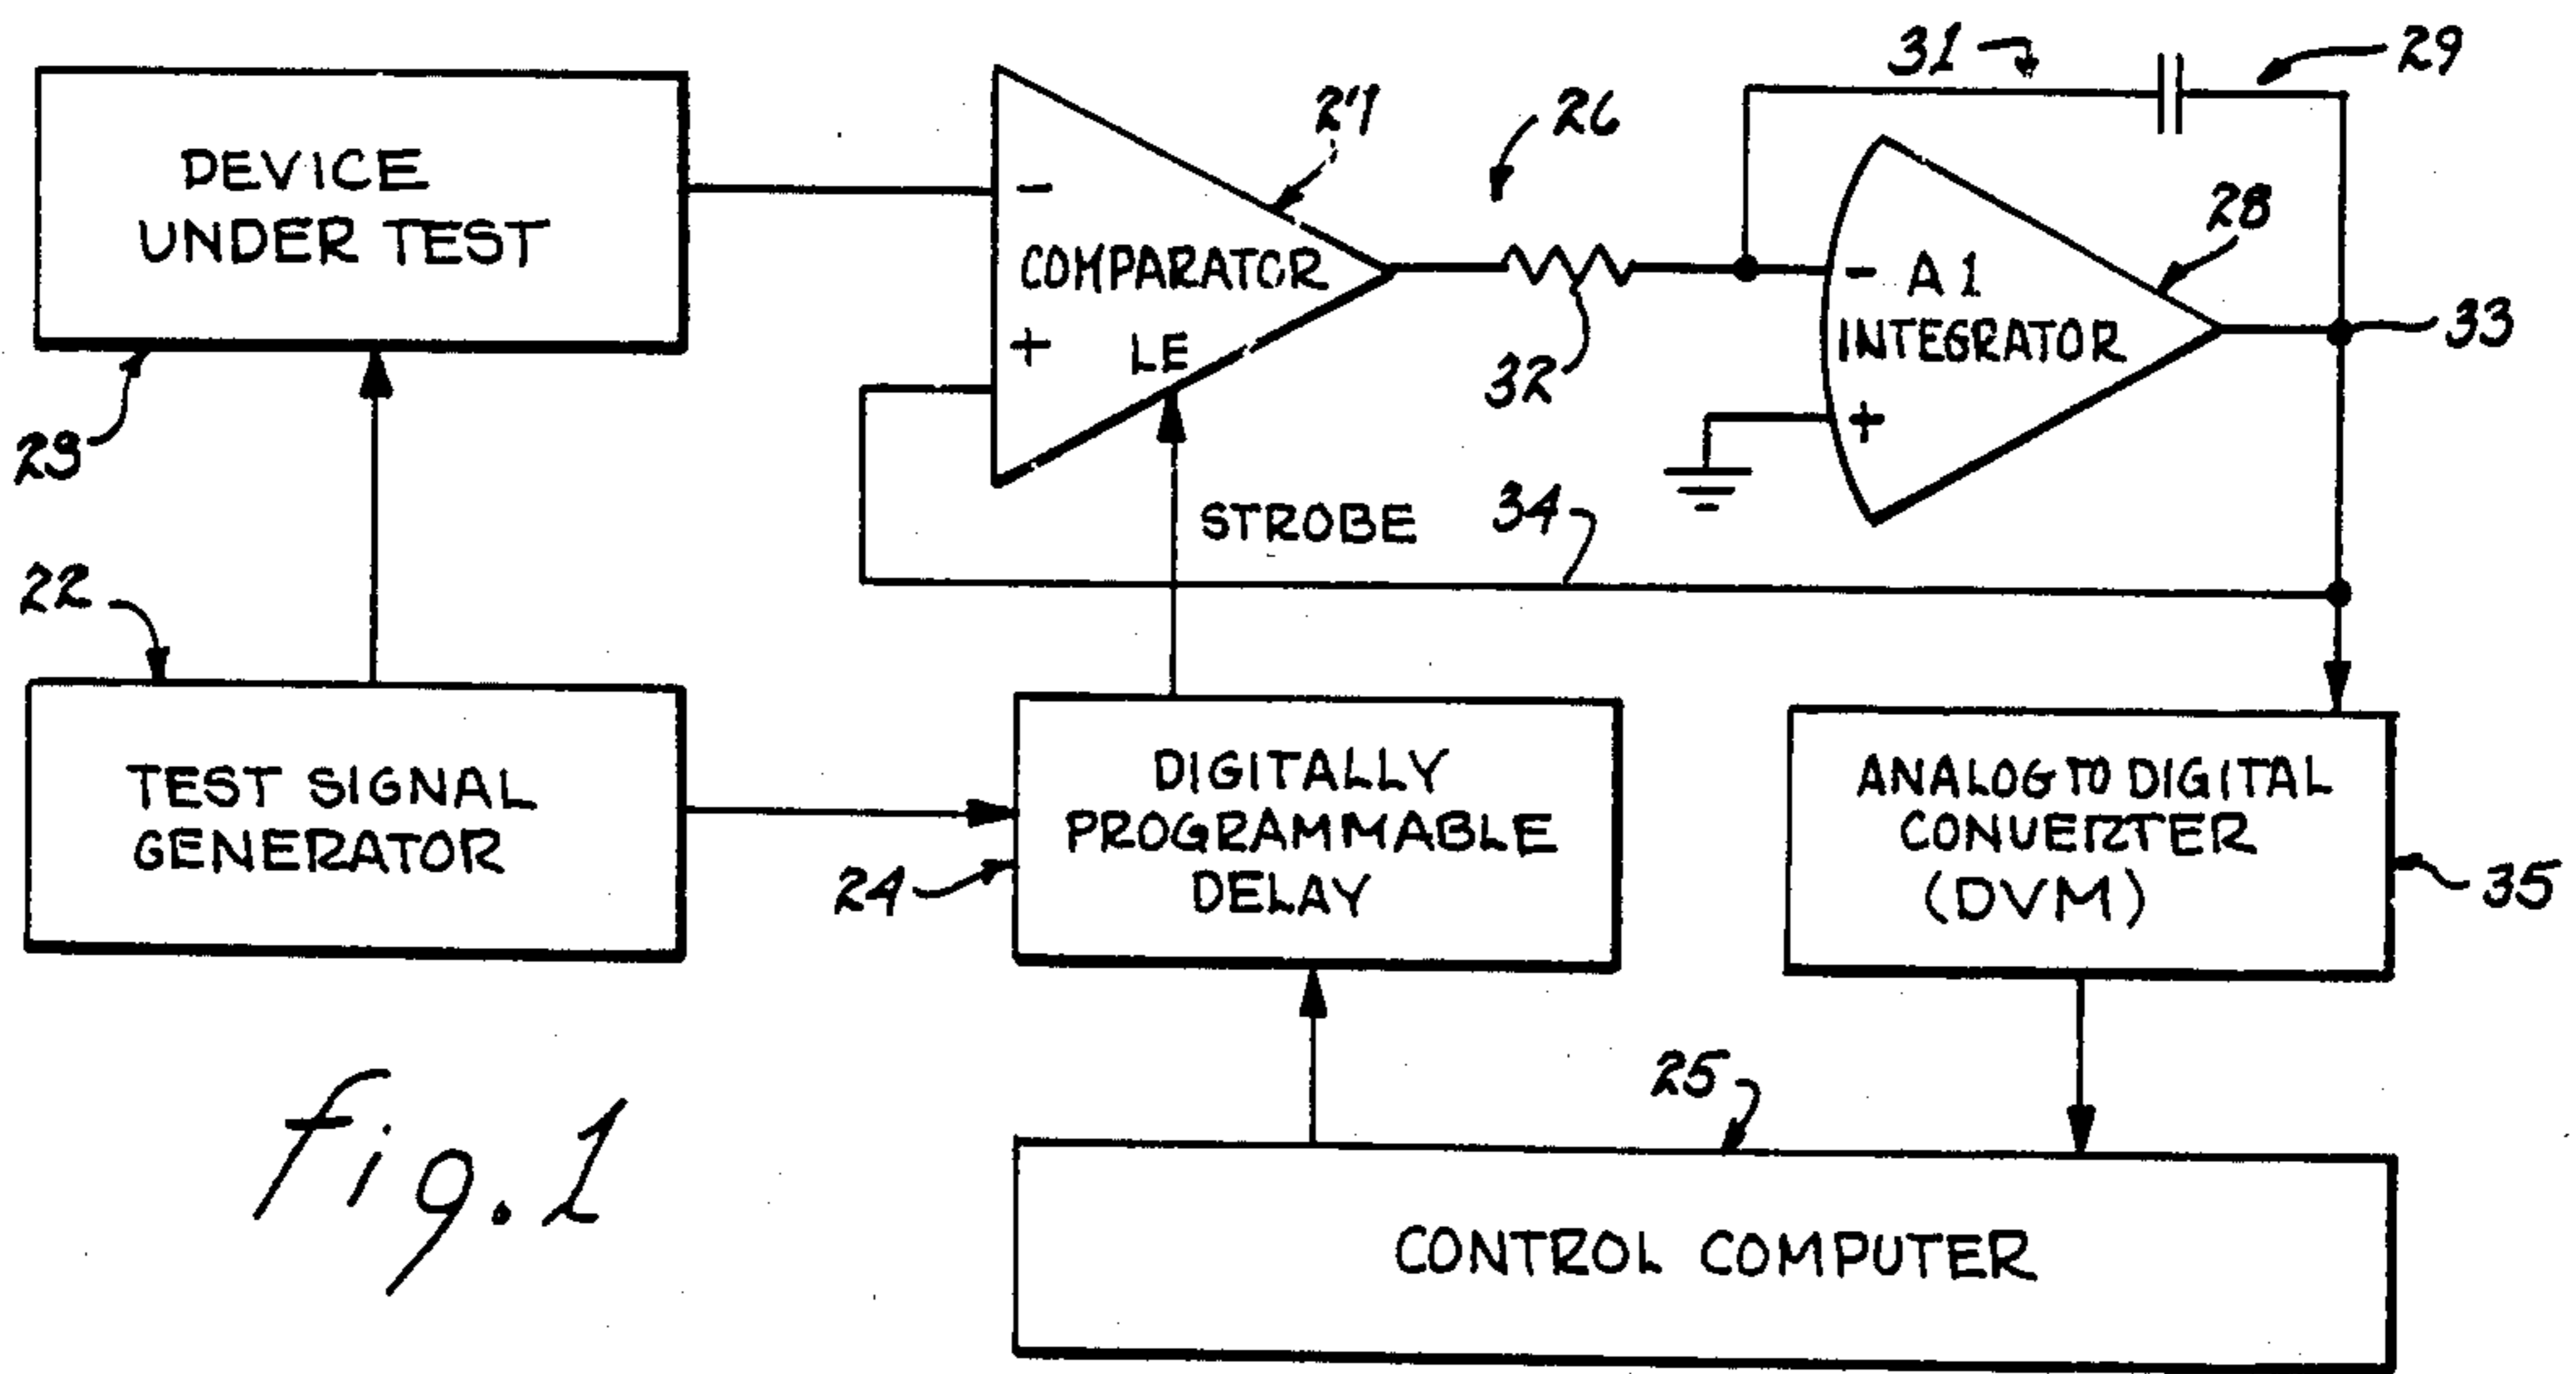 31
29
DEVICE
UNDER TEST
-
COMPARATOR
+
LE
27
26
32
- A1
INTEGRATOR
+
28
33
23
STROBE
34
22
TEST SIGNAL
GENERATOR
24
DIGITALLY
PROGRAMMABLE
DELAY
ANALOG TO DIGITAL
CONVERTER
(DVM)
35
25
CONTROL COMPUTER
fig.1